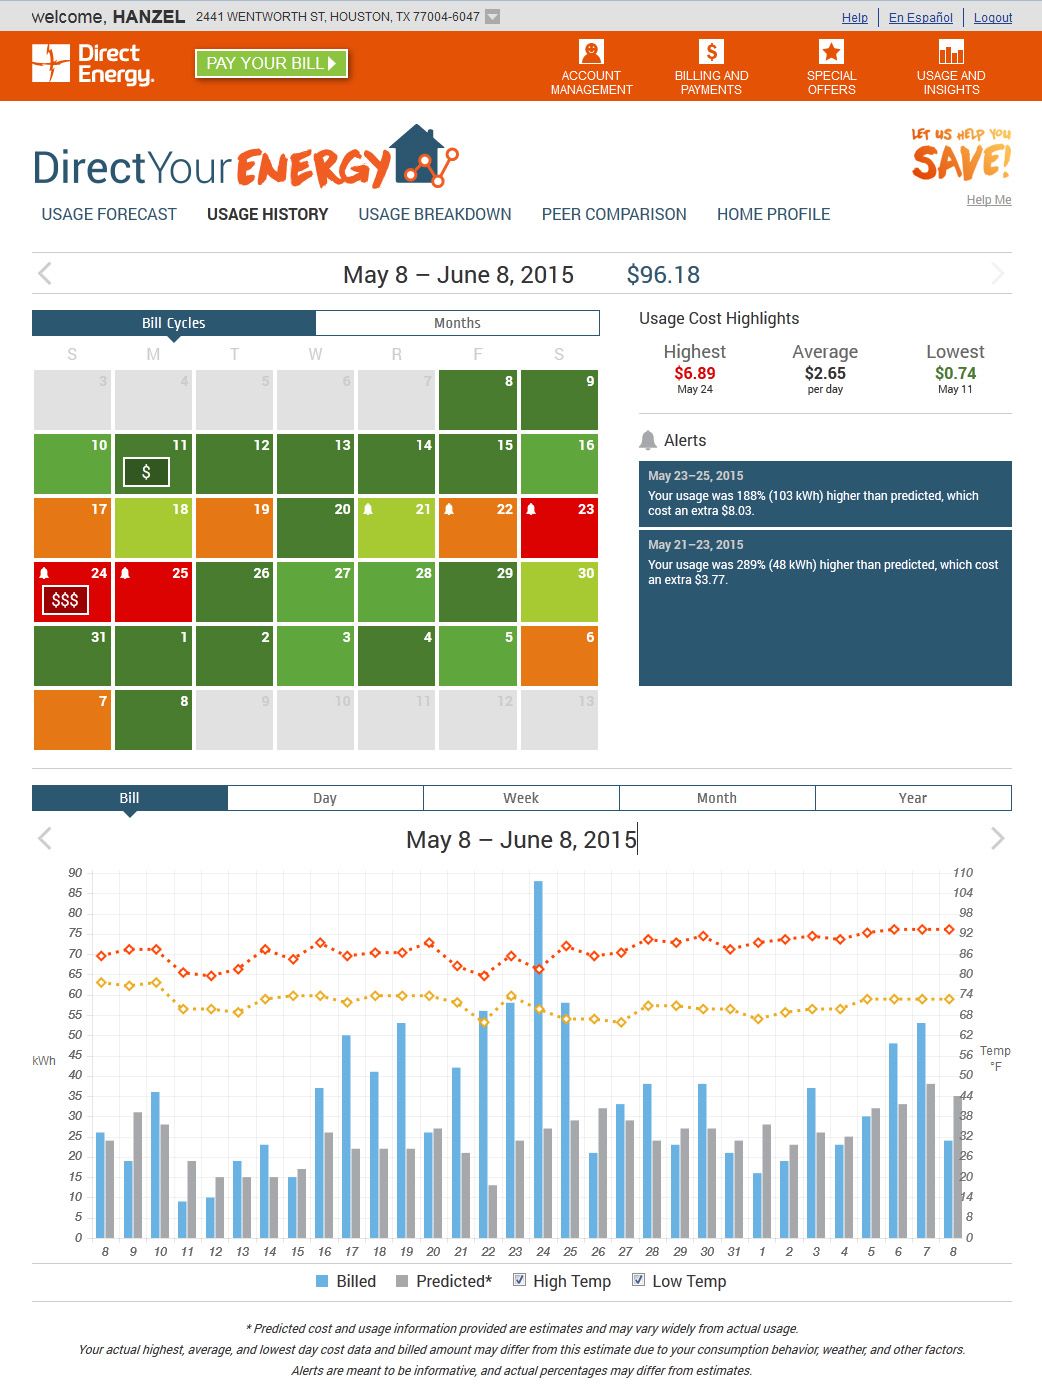 welcome, HANZEL 2441 WENTWORTH ST, HOUSTON, TX 77004-6047
Help En Español Logout
Direct Energy.
PAY YOUR BILL
ACCOUNT MANAGEMENT
BILLING AND PAYMENTS
SPECIAL OFFERS
USAGE AND INSIGHTS
DirectYourENERGY
LET US HELP YOU
SAVE!
Help Me
USAGE FORECAST USAGE HISTORY USAGE BREAKDOWN PEER COMPARISON HOME PROFILE
May 8 – June 8, 2015 $96.18
Bill Cycles Months
S M T W R F S
3 4 5 6 7 8 9
10 11 12 13 14 15 16
$
17 18 19 20 21 22 23
24 25 26 27 28 29 30
$$$
31 1 2 3 4 5 6
7 8 9 10 11 12 13
Usage Cost Highlights
Highest Average Lowest
$6.89 $2.65 $0.74
May 24 per day May 11
Alerts
May 23–25, 2015
Your usage was 188% (103 kWh) higher than predicted, which
cost an extra $8.03.
May 21–23, 2015
Your usage was 289% (48 kWh) higher than predicted, which cost
an extra $3.77.
Bill Day Week Month Year
May 8 – June 8, 2015
90 110
85 104
80 98
75 92
70 86
65 80
60 74
55 68
50 62
45 56
40 50
35 44
30 38
25 32
20 26
15 20
10 14
5 8
0 0
kWh
Temp
°F
8 9 10 11 12 13 14 15 16 17 18 19 20 21 22 23 24 25 26 27 28 29 30 31 1 2 3 4 5 6 7 8
Billed Predicted* High Temp Low Temp
* Predicted cost and usage information provided are estimates and may vary widely from actual usage.
Your actual highest, average, and lowest day cost data and billed amount may differ from this estimate due to your consumption behavior, weather, and other factors.
Alerts are meant to be informative, and actual percentages may differ from estimates.